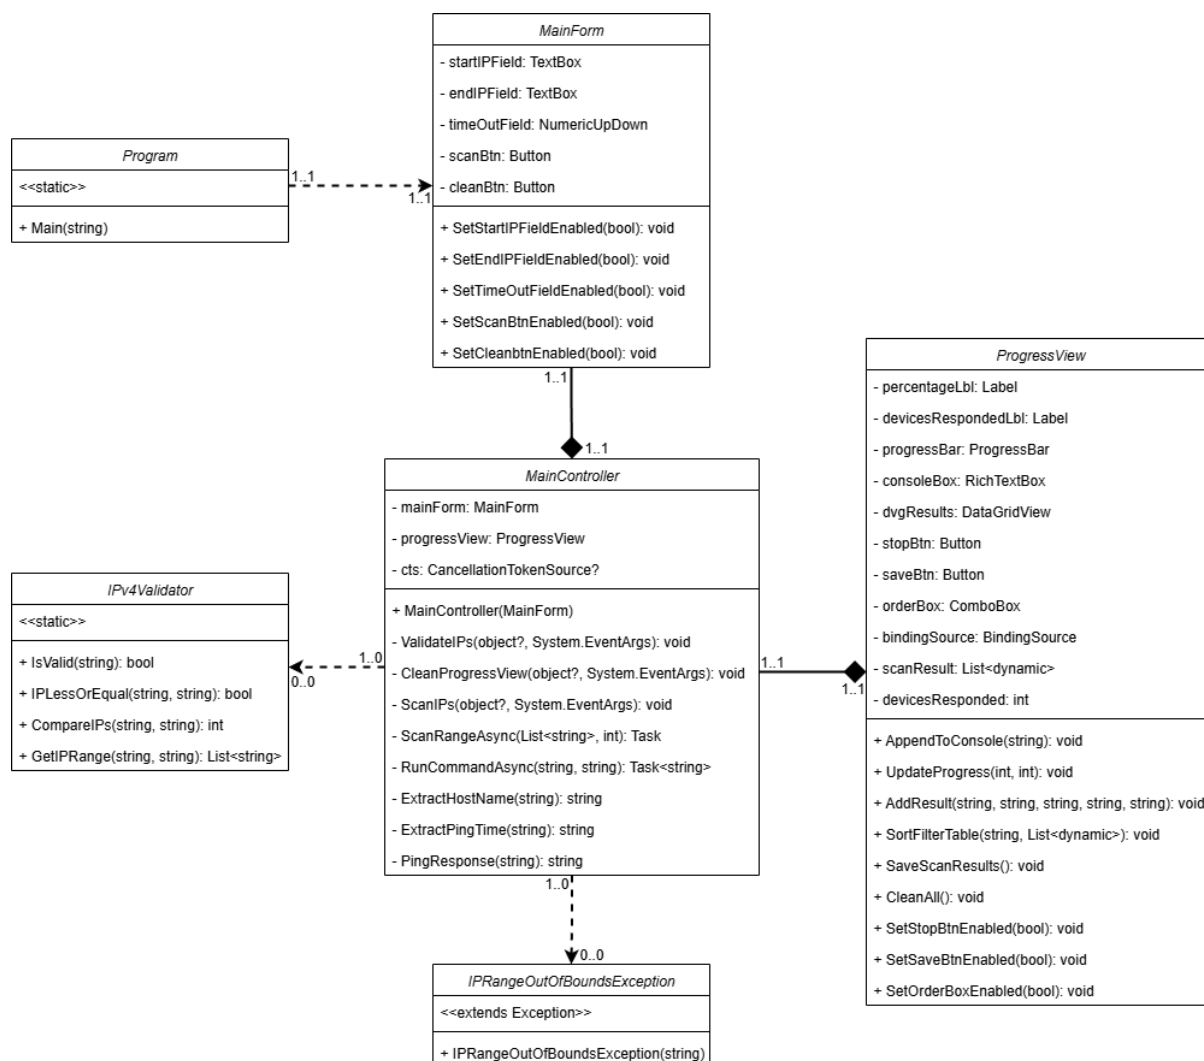 MainForm
- startIPField: TextBox
- endIPField: TextBox
- timeOutField: NumericUpDown
- scanBtn: Button
- cleanBtn: Button
+ SetStartIPFieldEnabled(bool): void
+ SetEndIPFieldEnabled(bool): void
+ SetTimeOutFieldEnabled(bool): void
+ SetScanBtnEnabled(bool): void
+ SetCleanbtnEnabled(bool): void
Program
<<static>>
+ Main(string)
1..1
1..1
1..1
1..1
MainController
- mainForm: MainForm
- progressView: ProgressView
- cts: CancellationTokenSource?
+ MainController(MainForm)
- ValidateIPs(object?, System.EventArgs): void
- CleanProgressView(object?, System.EventArgs): void
- ScanIPs(object?, System.EventArgs): void
- ScanRangeAsync(List<string>, int): Task
- RunCommandAsync(string, string): Task<string>
- ExtractHostName(string): string
- ExtractPingTime(string): string
- PingResponse(string): string
IPv4Validator
<<static>>
+ IsValid(string): bool
+ IPLessOrEqual(string, string): bool
+ CompareIPs(string, string): int
+ GetIPRange(string, string): List<string>
1..0
0..0
1..1
1..1
ProgressView
- percentageLbl: Label
- devicesRespondedLbl: Label
- progressBar: ProgressBar
- consoleBox: RichTextBox
- dvgResults: DataGridView
- stopBtn: Button
- saveBtn: Button
- orderBox: ComboBox
- bindingSource: BindingSource
- scanResult: List<dynamic>
- devicesResponded: int
+ AppendToConsole(string): void
+ UpdateProgress(int, int): void
+ AddResult(string, string, string, string, string): void
+ SortFilterTable(string, List<dynamic>): void
+ SaveScanResults(): void
+ CleanAll(): void
+ SetStopBtnEnabled(bool): void
+ SetSaveBtnEnabled(bool): void
+ SetOrderBoxEnabled(bool): void
1..0
0..0
IPRangeOutOfBoundsException
<<extends Exception>>
+ IPRangeOutOfBoundsException(string)